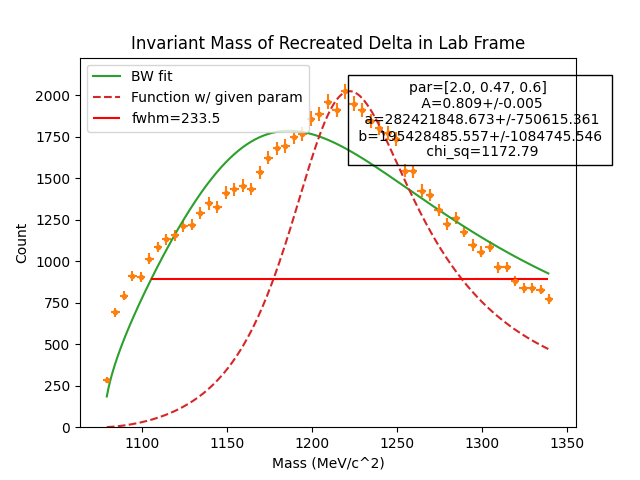 Invariant Mass of Recreated Delta in Lab Frame
BW fit
Function w/ given param
fwhm=233.5
par=[2.0, 0.47, 0.6]
A=0.809+/-0.005
a=282421848.673+/-750615.361
b=195428485.557+/-1084745.546
chi_sq=1172.79
Count
2000
1750
1500
1250
1000
750
500
250
0
1100
1150
1200
1250
1300
1350
Mass (MeV/c^2)